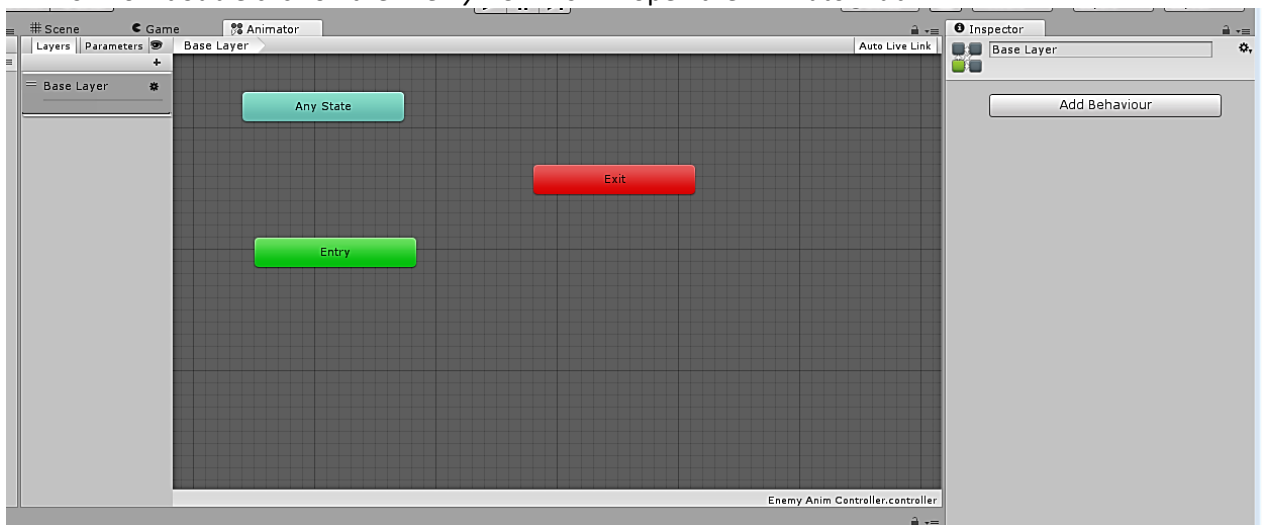 Scene Game Animator
Layers Parameters Base Layer Auto Live Link
Base Layer
Any State
Exit
Entry
Enemy Anim Controller.controller
Inspector
Base Layer
Add Behaviour